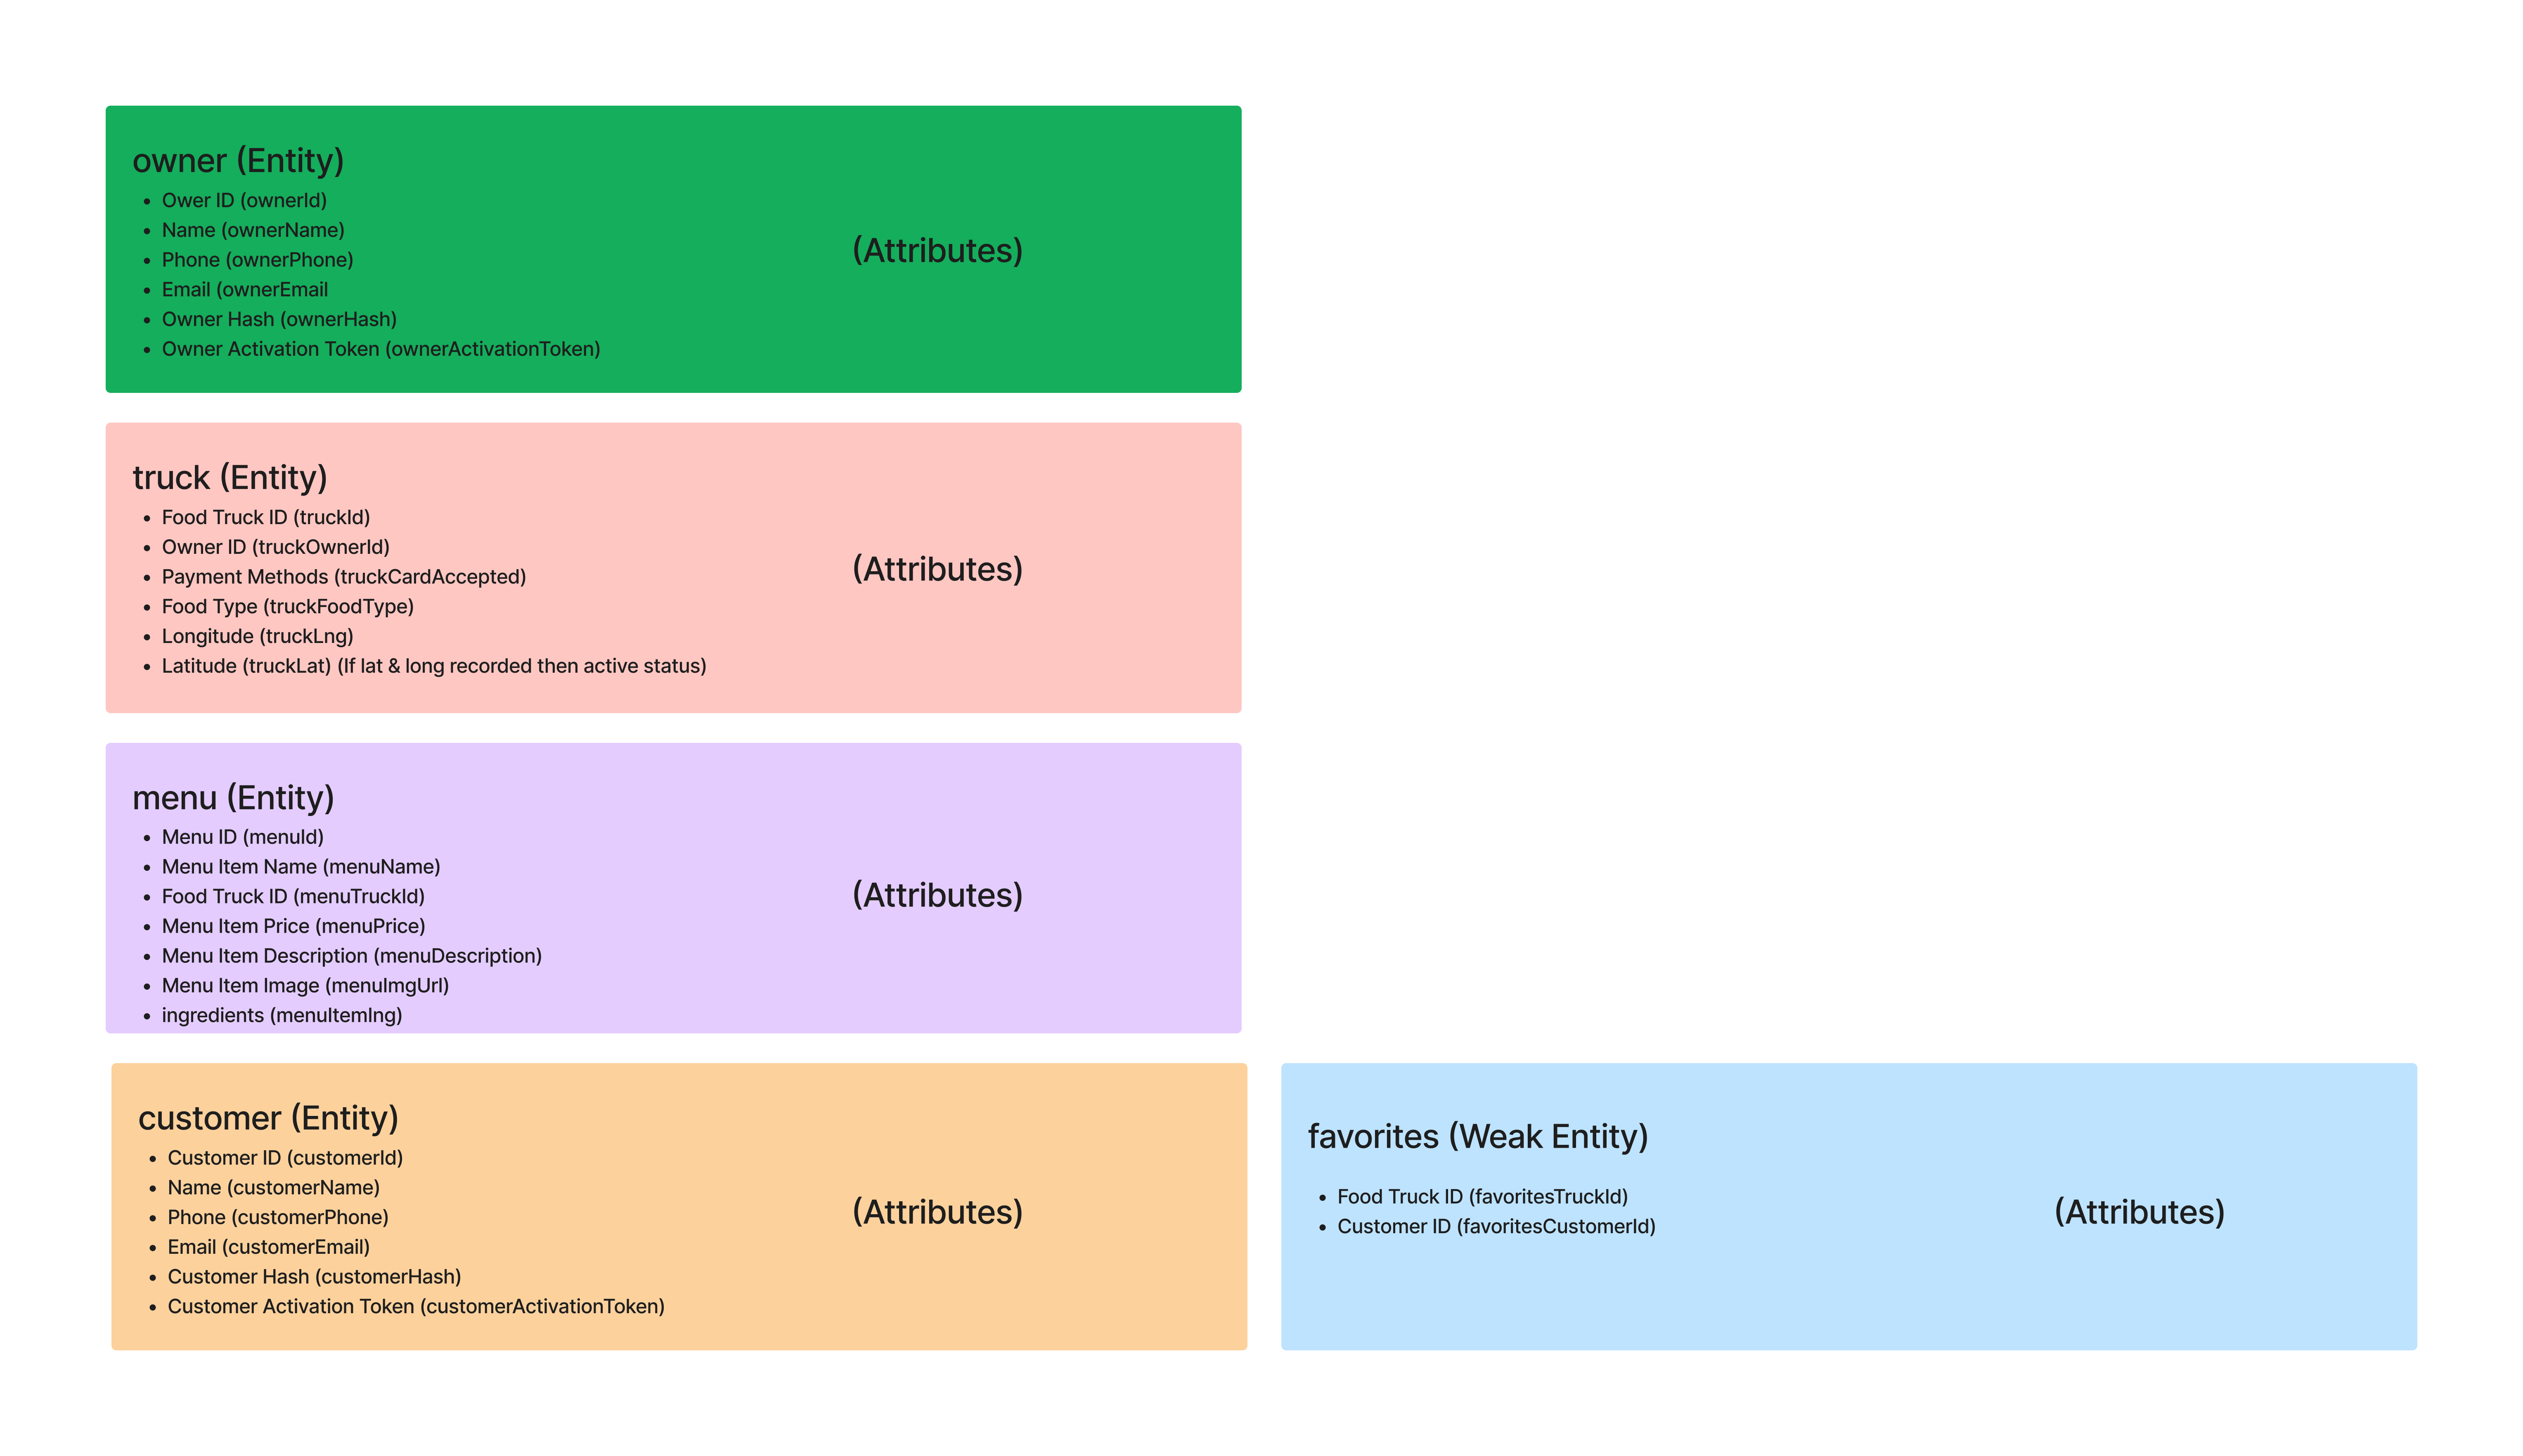 owner (Entity)
• Ower ID (ownerId)
• Name (ownerName)
• Phone (ownerPhone)
• Email (ownerEmail
• Owner Hash (ownerHash)
• Owner Activation Token (ownerActivationToken)
(Attributes)
truck (Entity)
• Food Truck ID (truckId)
• Owner ID (truckOwnerId)
• Payment Methods (truckCardAccepted)
• Food Type (truckFoodType)
• Longitude (truckLng)
• Latitude (truckLat) (If lat & long recorded then active status)
(Attributes)
menu (Entity)
• Menu ID (menuId)
• Menu Item Name (menuName)
• Food Truck ID (menuTruckId)
• Menu Item Price (menuPrice)
• Menu Item Description (menuDescription)
• Menu Item Image (menuImgUrl)
• ingredients (menuItemIng)
(Attributes)
customer (Entity)
• Customer ID (customerId)
• Name (customerName)
• Phone (customerPhone)
• Email (customerEmail)
• Customer Hash (customerHash)
• Customer Activation Token (customerActivationToken)
(Attributes)
favorites (Weak Entity)
• Food Truck ID (favoritesTruckId)
• Customer ID (favoritesCustomerId)
(Attributes)